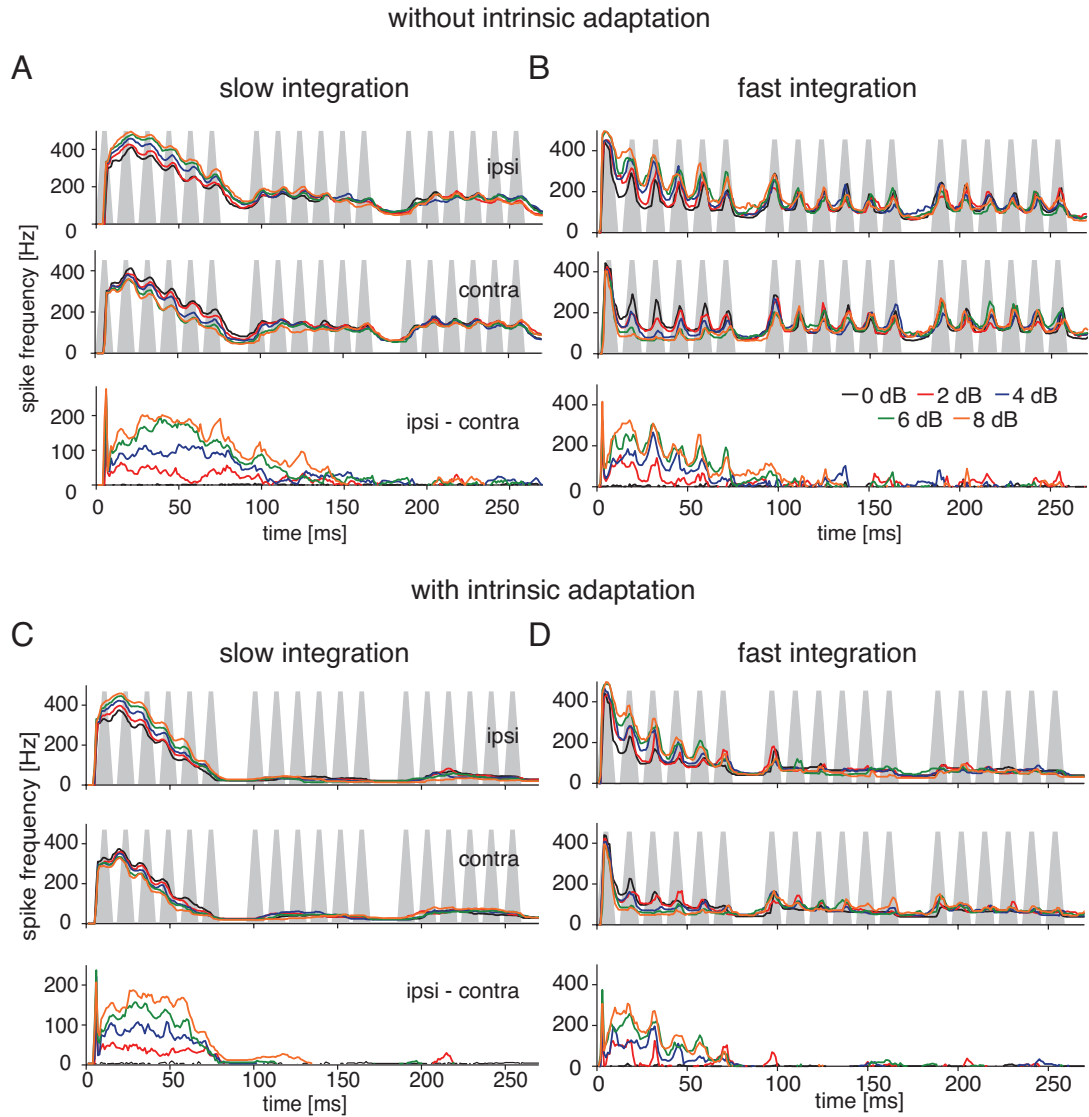 without intrinsic adaptation
A
B
slow integration
fast integration
400
200
0
ipsi
400
200
0
ipsi
400
200
0
contra
400
200
0
contra
spike frequency [Hz]
200
100
0
ipsi - contra
0 50 100 150 200 250
time [ms]
400
200
0
0 dB 2 dB 4 dB
6 dB 8 dB
0 50 100 150 200 250
time [ms]
with intrinsic adaptation
C
D
slow integration
fast integration
400
200
0
ipsi
400
200
0
ipsi
400
200
0
contra
400
200
0
contra
spike frequency [Hz]
200
100
0
ipsi - contra
0 50 100 150 200 250
time [ms]
400
200
0
0 50 100 150 200 250
time [ms]